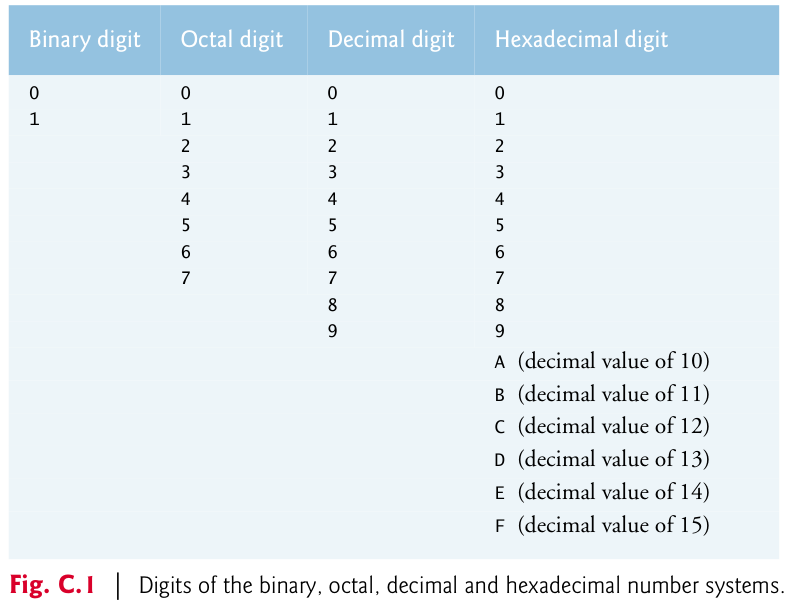 Binary digit Octal digit Decimal digit Hexadecimal digit
0 0 0 0
1 1 1 1
2 2 2
3 3 3
4 4 4
5 5 5
6 6 6
7 7 7
8 8
9 9
A (decimal value of 10)
B (decimal value of 11)
C (decimal value of 12)
D (decimal value of 13)
E (decimal value of 14)
F (decimal value of 15)
Fig. C.1 | Digits of the binary, octal, decimal and hexadecimal number systems.